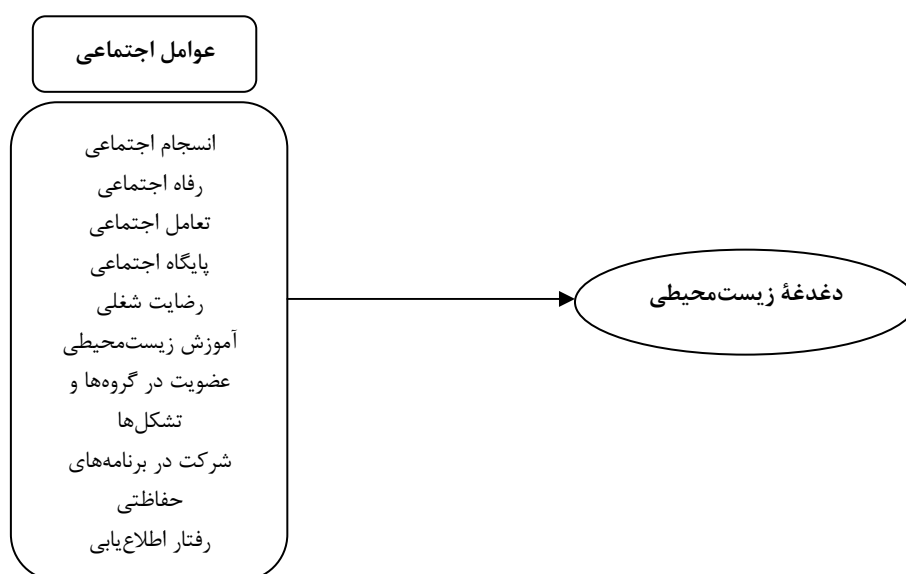 عوامل اجتماعی
انسجام اجتماعی
رفاه اجتماعی
تعامل اجتماعی
پایگاه اجتماعی
رضایت شغلی
آموزش زیست‌محیطی
عضویت در گروه‌ها و
تشکل‌ها
شرکت در برنامه‌های
حفاظتی
رفتار اطلاع‌یابی
دغدغۀ زیست‌محیطی